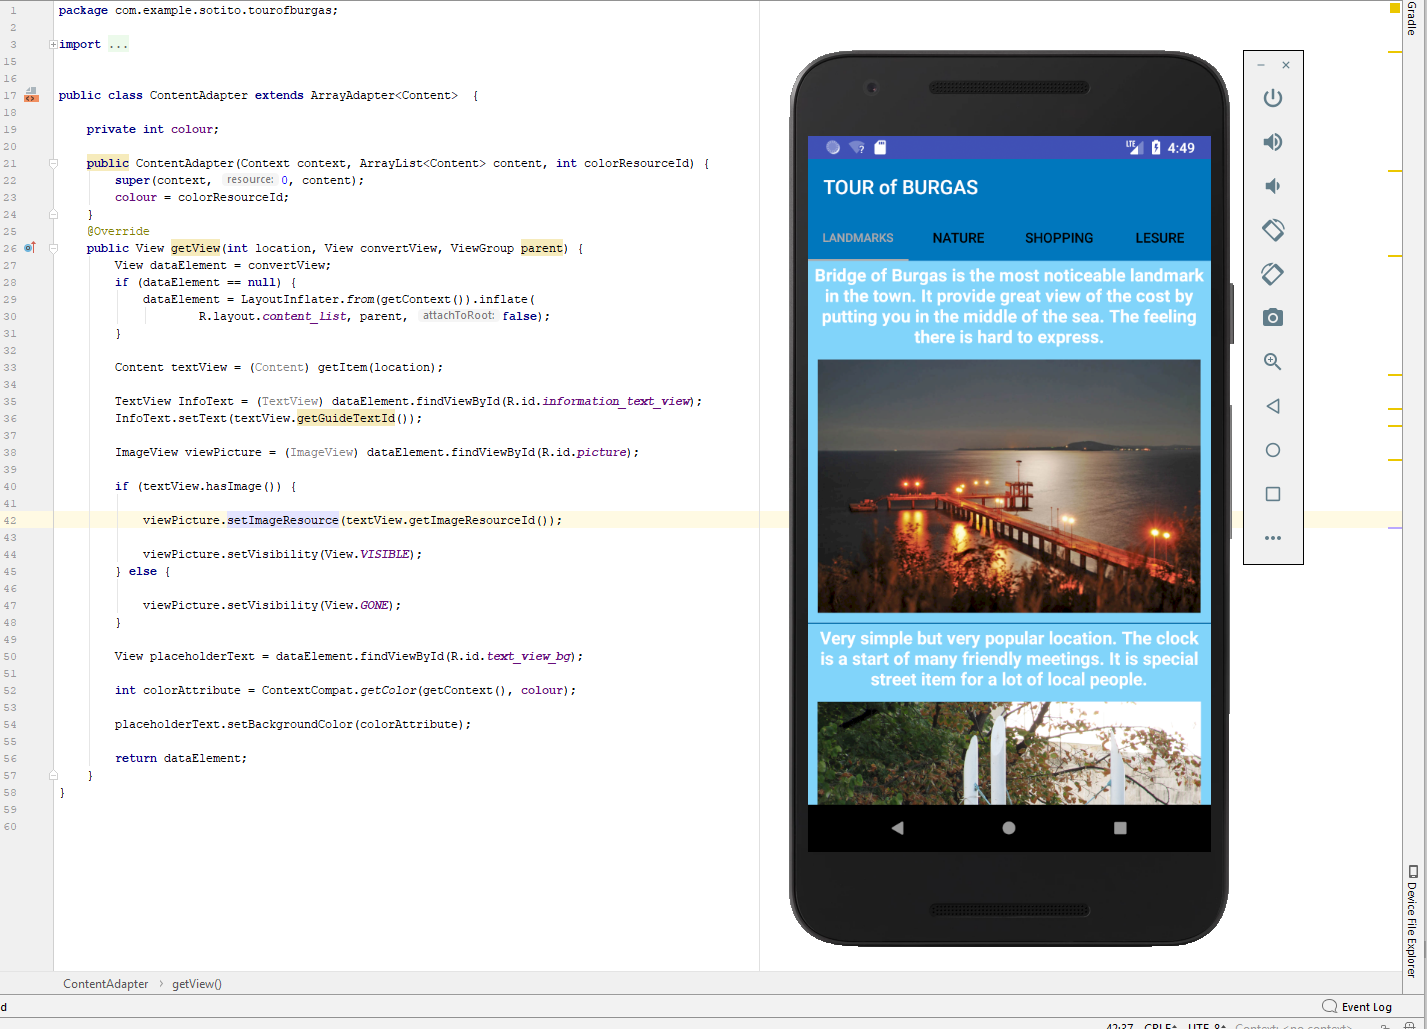 1 package com.example.sotito.tourofburgas;
2
3 import ...
15
16
17 public class ContentAdapter extends ArrayAdapter<Content>  {
18
19 private int colour;
20
21 public ContentAdapter(Context context, ArrayList<Content> content, int colorResourceId) {
22 super(context, resource: 0, content);
23 colour = colorResourceId;
24 }
25 @Override
26 public View getView(int location, View convertView, ViewGroup parent) {
27 View dataElement = convertView;
28 if (dataElement == null) {
29 dataElement = LayoutInflater.from(getContext()).inflate(
30 R.layout.content_list, parent, attachToRoot: false);
31 }
32
33 Content textView = (Content) getItem(location);
34
35 TextView InfoText = (TextView) dataElement.findViewById(R.id.information_text_view);
36 InfoText.setText(textView.getGuideTextId());
37
38 ImageView viewPicture = (ImageView) dataElement.findViewById(R.id.picture);
39
40 if (textView.hasImage()) {
41
42 viewPicture.setImageResource(textView.getImageResourceId());
43
44 viewPicture.setVisibility(View.VISIBLE);
45 } else {
46
47 viewPicture.setVisibility(View.GONE);
48 }
49
50 View placeholderText = dataElement.findViewById(R.id.text_view_bg);
51
52 int colorAttribute = ContextCompat.getColor(getContext(), colour);
53
54 placeholderText.setBackgroundColor(colorAttribute);
55
56 return dataElement;
57 }
58 }
59
60
LTE 4:49
TOUR of BURGAS
LANDMARKS NATURE SHOPPING LESURE
Bridge of Burgas is the most noticeable landmark
in the town. It provide great view of the cost by
putting you in the middle of the sea. The feeling
there is hard to express.
Very simple but very popular location. The clock
is a start of many friendly meetings. It is special
street item for a lot of local people.
Gradle
Device File Explorer
ContentAdapter › getView()
d
Event Log
42:37 CRLF UTF-8 Context: <no context>